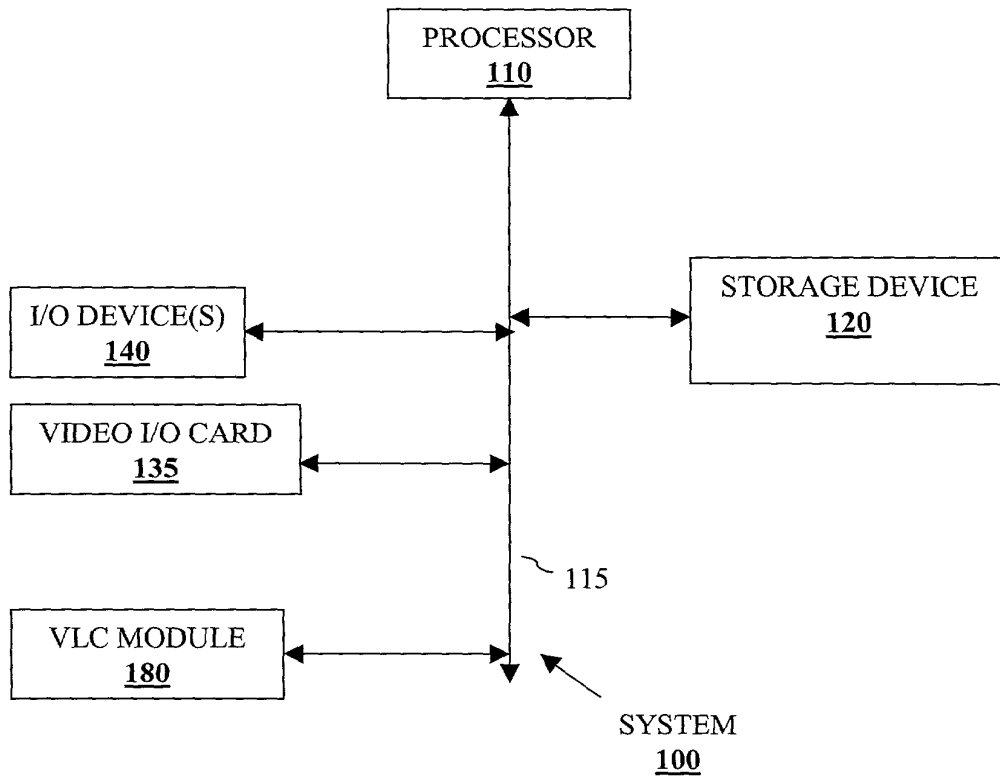 PROCESSOR
110
STORAGE DEVICE
120
I/O DEVICE(S)
140
VIDEO I/O CARD
135
115
VLC MODULE
180
SYSTEM
100